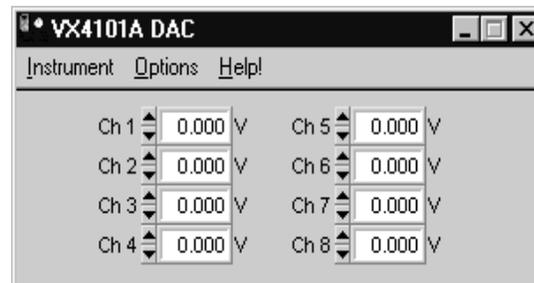 VX4101A DAC
Instrument Options Help!
Ch 1 0.000 V Ch 5 0.000 V
Ch 2 0.000 V Ch 6 0.000 V
Ch 3 0.000 V Ch 7 0.000 V
Ch 4 0.000 V Ch 8 0.000 V